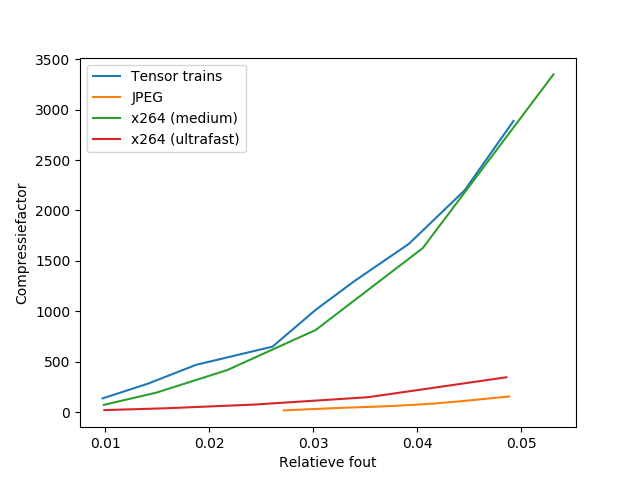 3500
3000
2500
2000
1500
1000
500
0
Compressiefactor
Tensor trains
JPEG
x264 (medium)
x264 (ultrafast)
0.01 0.02 0.03 0.04 0.05
Relatieve fout